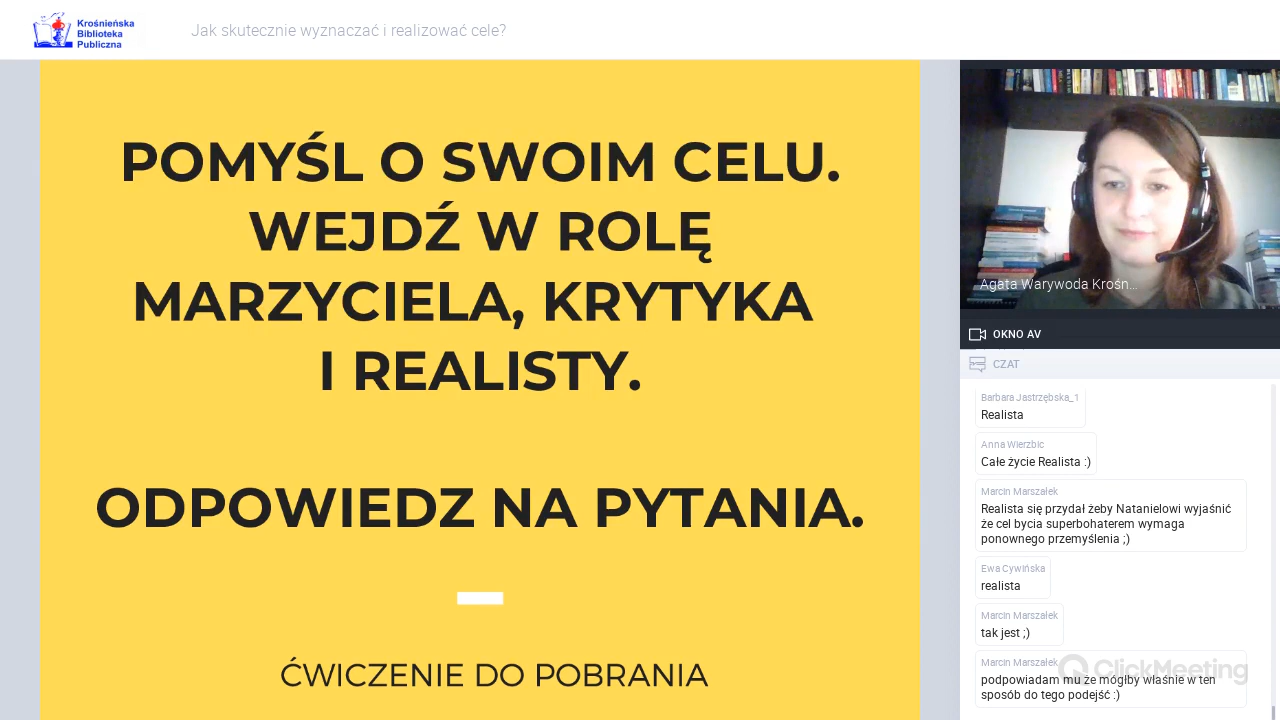 Krośnieńska
Biblioteka
Publiczna
Jak skutecznie wyznaczać i realizować cele?
POMYŚL O SWOIM CELU.
WEJDŹ W ROLĘ
MARZYCIELA, KRYTYKA
I REALISTY.
ODPOWIEDZ NA PYTANIA.
ĆWICZENIE DO POBRANIA
Agata Warywoda Krośn...
OKNO AV
CZAT
Barbara Jastrzębska_1
Realista
Anna Wierzbic
Całe życie Realista :)
Marcin Marszałek
Realista się przydał żeby Natanielowi wyjaśnić
że cel bycia superbohaterem wymaga
ponownego przemyślenia ;)
Ewa Cywińska
realista
Marcin Marszałek
tak jest ;)
Marcin Marszałek
podpowiadam mu że mógłby właśnie w ten
sposób do tego podejść :)
ClickMeeting